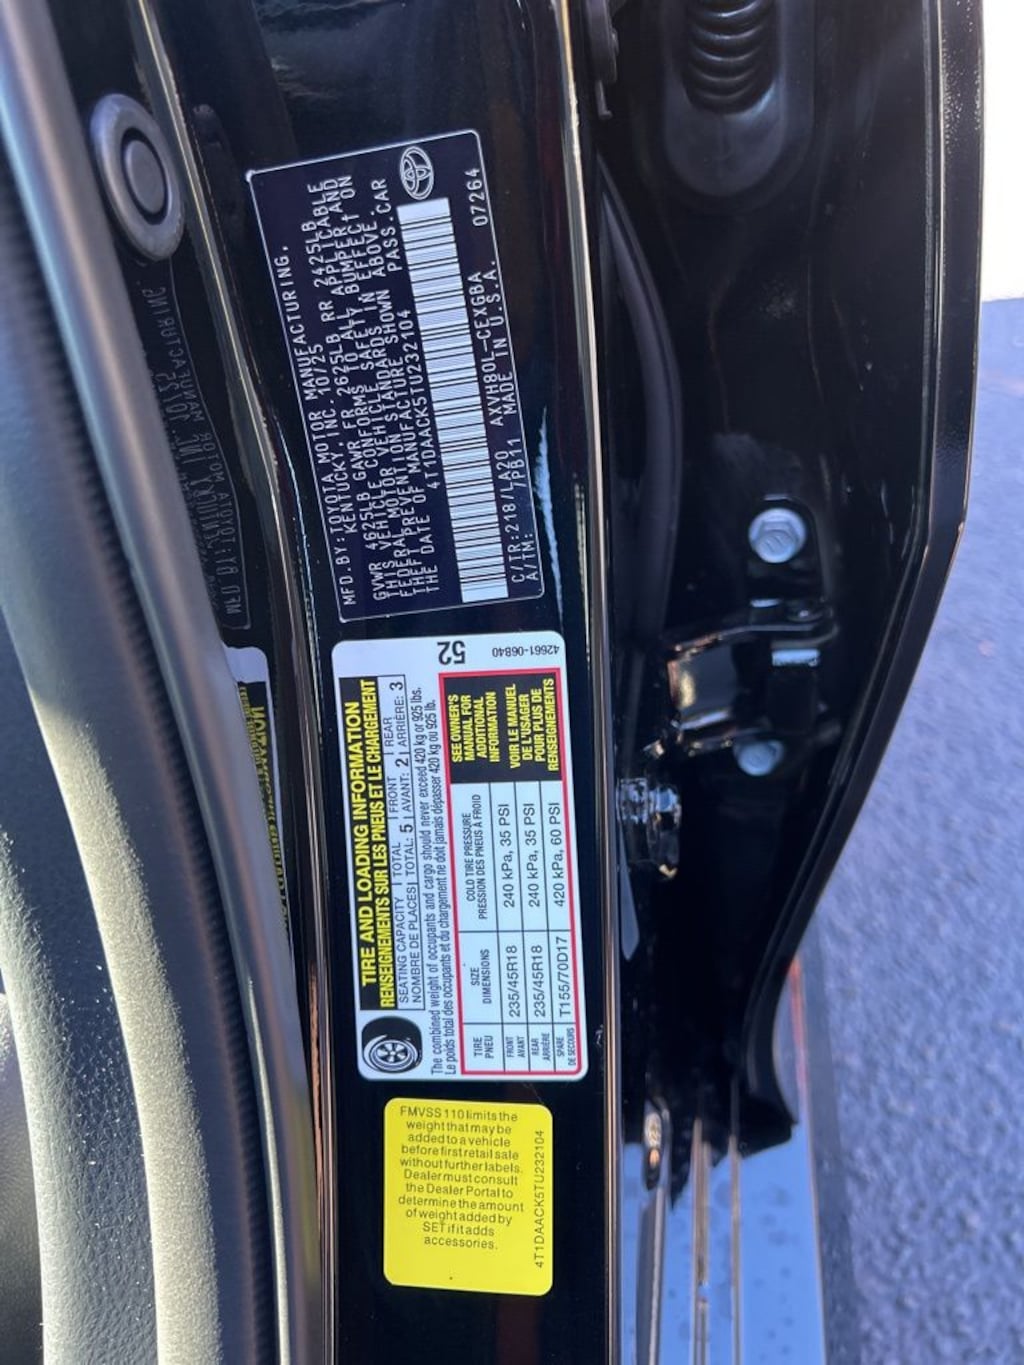 MFD.BY:TOYOTA MOTOR MANUFACTURING,
KENTUCKY, INC. 10/25
GVWR 4625LB GAWR FR 2625LB RR 2425LB
THIS VEHICLE CONFORMS TO ALL APPLICABLE
FEDERAL MOTOR VEHICLE SAFETY, BUMPER, AND
THEFT PREVENTION STANDARDS IN EFFECT ON
THE DATE OF MANUFACTURE SHOWN ABOVE.
4T1DAACK5TU232104 PASS.CAR
C/TR:218/LA20 AXVH80L-CEXGBA 07264
A/TM: /PB11 MADE IN U.S.A.
TIRE AND LOADING INFORMATION
RENSEIGNEMENTS SUR LES PNEUS ET LE CHARGEMENT
SEATING CAPACITY TOTAL FRONT REAR
NOMBRE DE PLACES TOTAL: 5 AVANT: 2 ARRIÈRE: 3
The combined weight of occupants and cargo should never exceed 420 kg or 925 lbs.
Le poids total des occupants et du chargement ne doit jamais dépasser 420 kg ou 925 lb.
TIRE SIZE COLD TIRE PRESSURE
PNEU DIMENSIONS PRESSION DES PNEUS À FROID
FRONT
AVANT 235/45R18 240 kPa, 35 PSI
REAR
ARRIÈRE 235/45R18 240 kPa, 35 PSI
SPARE
DE SECOURS T155/70D17 420 kPa, 60 PSI
SEE OWNER'S
MANUAL FOR
ADDITIONAL
INFORMATION
VOIR LE MANUEL
DE L'USAGER
POUR PLUS DE
RENSEIGNEMENTS
52
42661-06B40
FMVSS 110 limits the
weight that may be
added to a vehicle
before first retail sale
without further labels.
Dealer must consult
the Dealer Portal to
determine the amount
of weight added by
SET if it adds
accessories.
4T1DAACK5TU232104